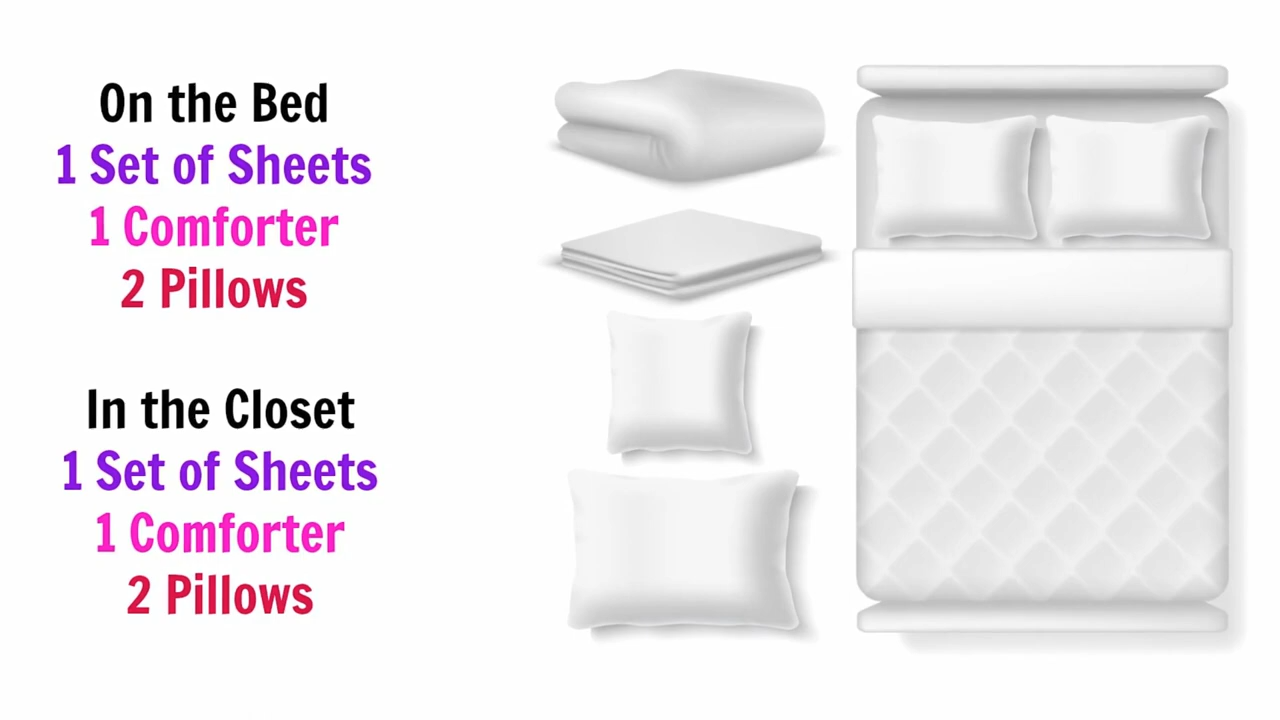 On the Bed
1 Set of Sheets
1 Comforter
2 Pillows
In the Closet
1 Set of Sheets
1 Comforter
2 Pillows